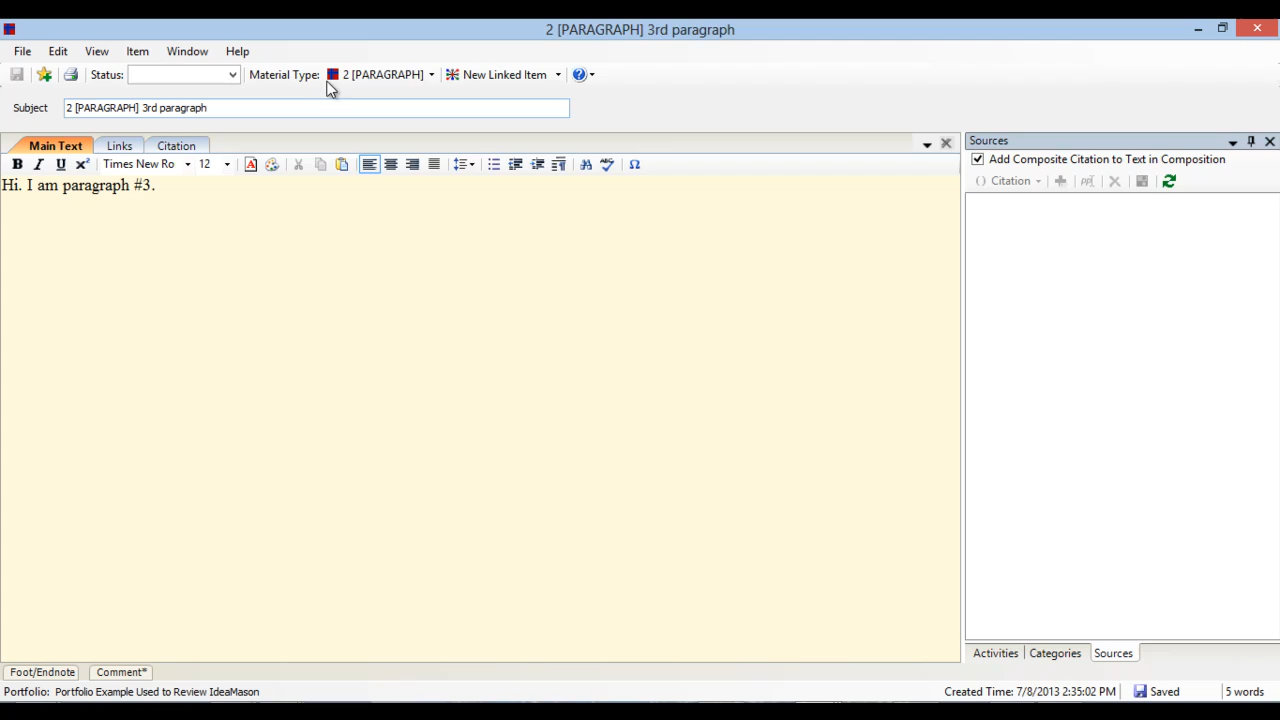 2 [PARAGRAPH] 3rd paragraph
File Edit View Item Window Help
Status: Material Type: 2 [PARAGRAPH] New Linked Item
Subject 2 [PARAGRAPH] 3rd paragraph
Main Text Links Citation
Sources
Add Composite Citation to Text in Composition
B I U X² Times New Ro 12 A Ω
() Citation
Hi. I am paragraph #3.
Activities Categories Sources
Foot/Endnote Comment*
Portfolio: Portfolio Example Used to Review IdeaMason Created Time: 7/8/2013 2:35:02 PM Saved 5 words